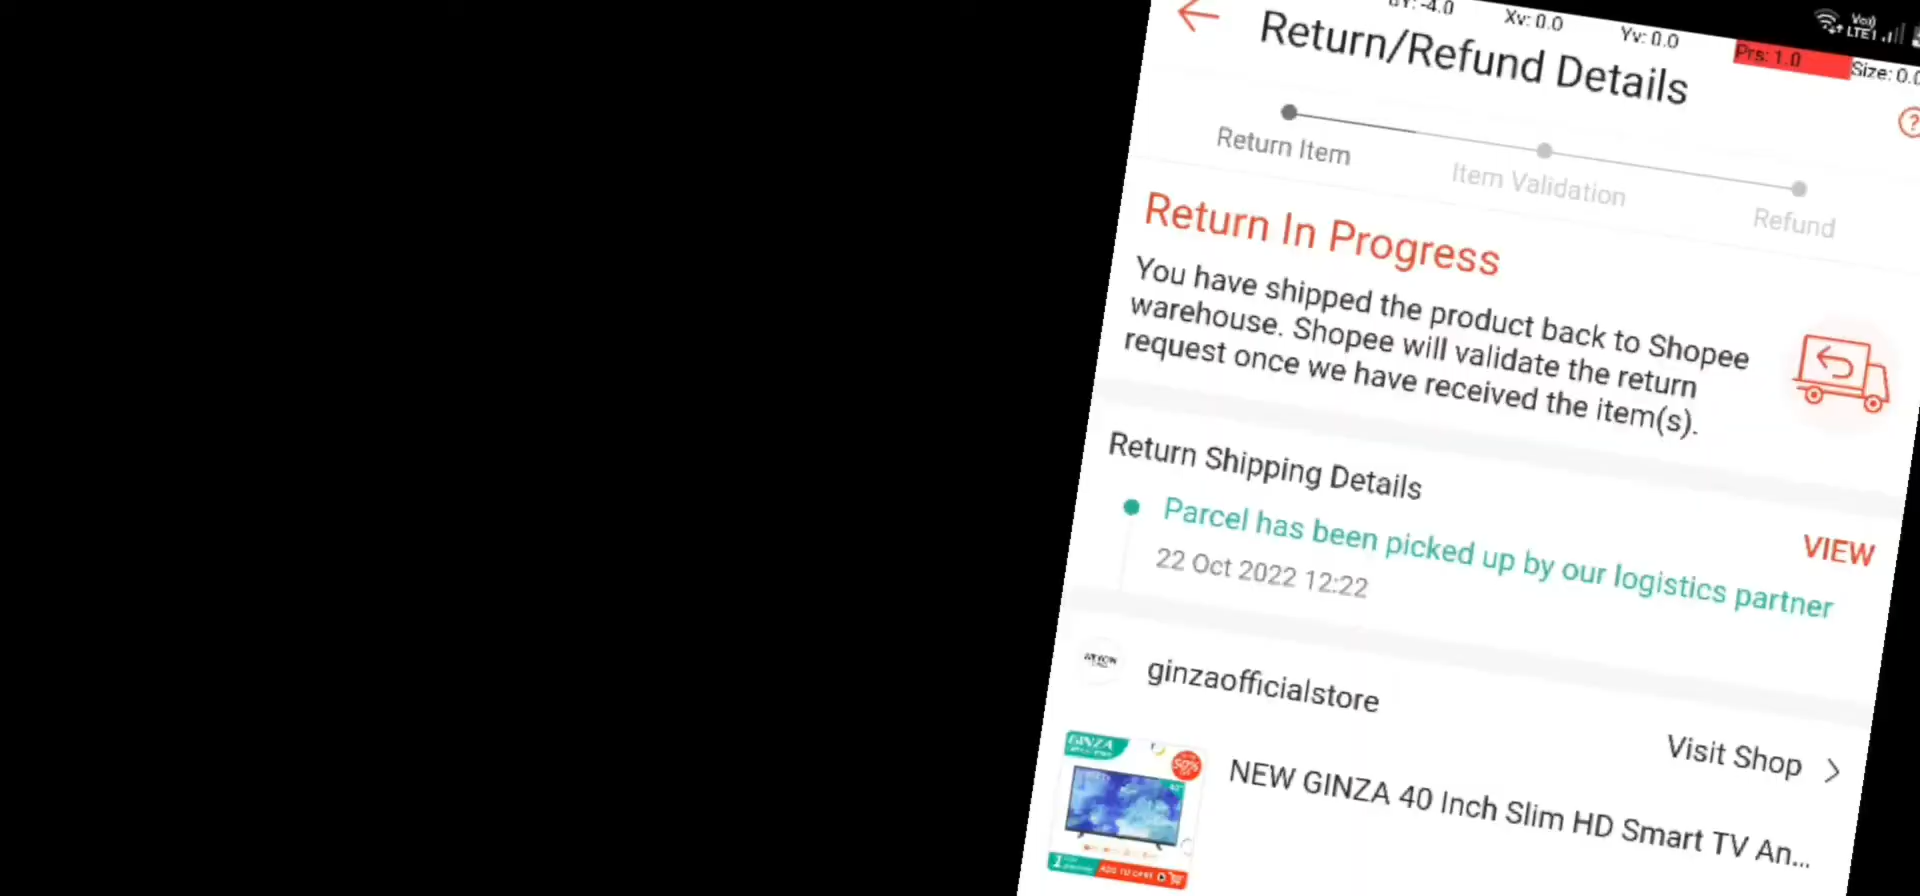 Xv: 0.0
Yv: 0.0
Prs: 1.0
Return/Refund Details
Return Item
Item Validation
Refund
Return In Progress
You have shipped the product back to Shopee
warehouse. Shopee will validate the return
request once we have received the item(s).
Return Shipping Details
Parcel has been picked up by our logistics partner
VIEW
22 Oct 2022 12:22
ginzaofficialstore
Visit Shop
GINZA
50%
NEW GINZA 40 Inch Slim HD Smart TV An...